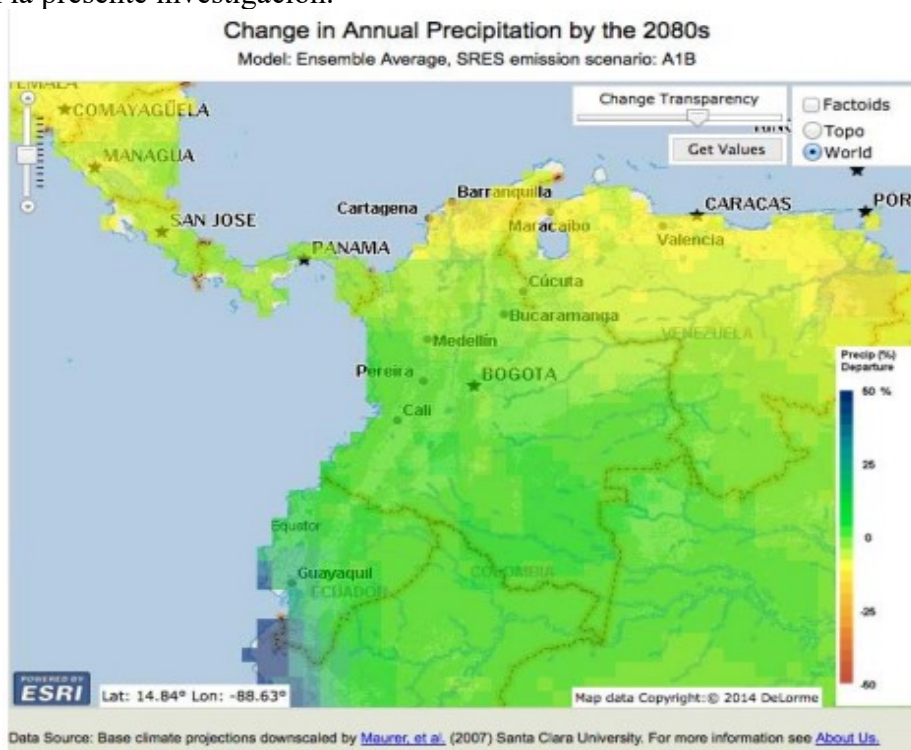 la presente investigación.
Change in Annual Precipitation by the 2080s
Model: Ensemble Average, SRES emission scenario: A1B
COMAYAGÜELA
Change Transparency
Factoids
Topo
Get Values
World
MANAGUA
Barranquilla
CARACAS
POR
Cartagena
SAN JOSE
Maracaibo
Valencia
PANAMA
Cúcuta
Bucaramanga
VENEZUELA
Medellín
Precip (%)
Departure
Pereira
BOGOTA
50 %
Cali
25
Equator
0
Guayaquil
COLOMBIA
ECUADOR
-25
-50
POWERED BY
ESRI
Lat: 14.84° Lon: -88.63°
Map data Copyright:© 2014 DeLorme
Data Source: Base climate projections downscaled by Maurer, et al. (2007) Santa Clara University. For more information see About Us.